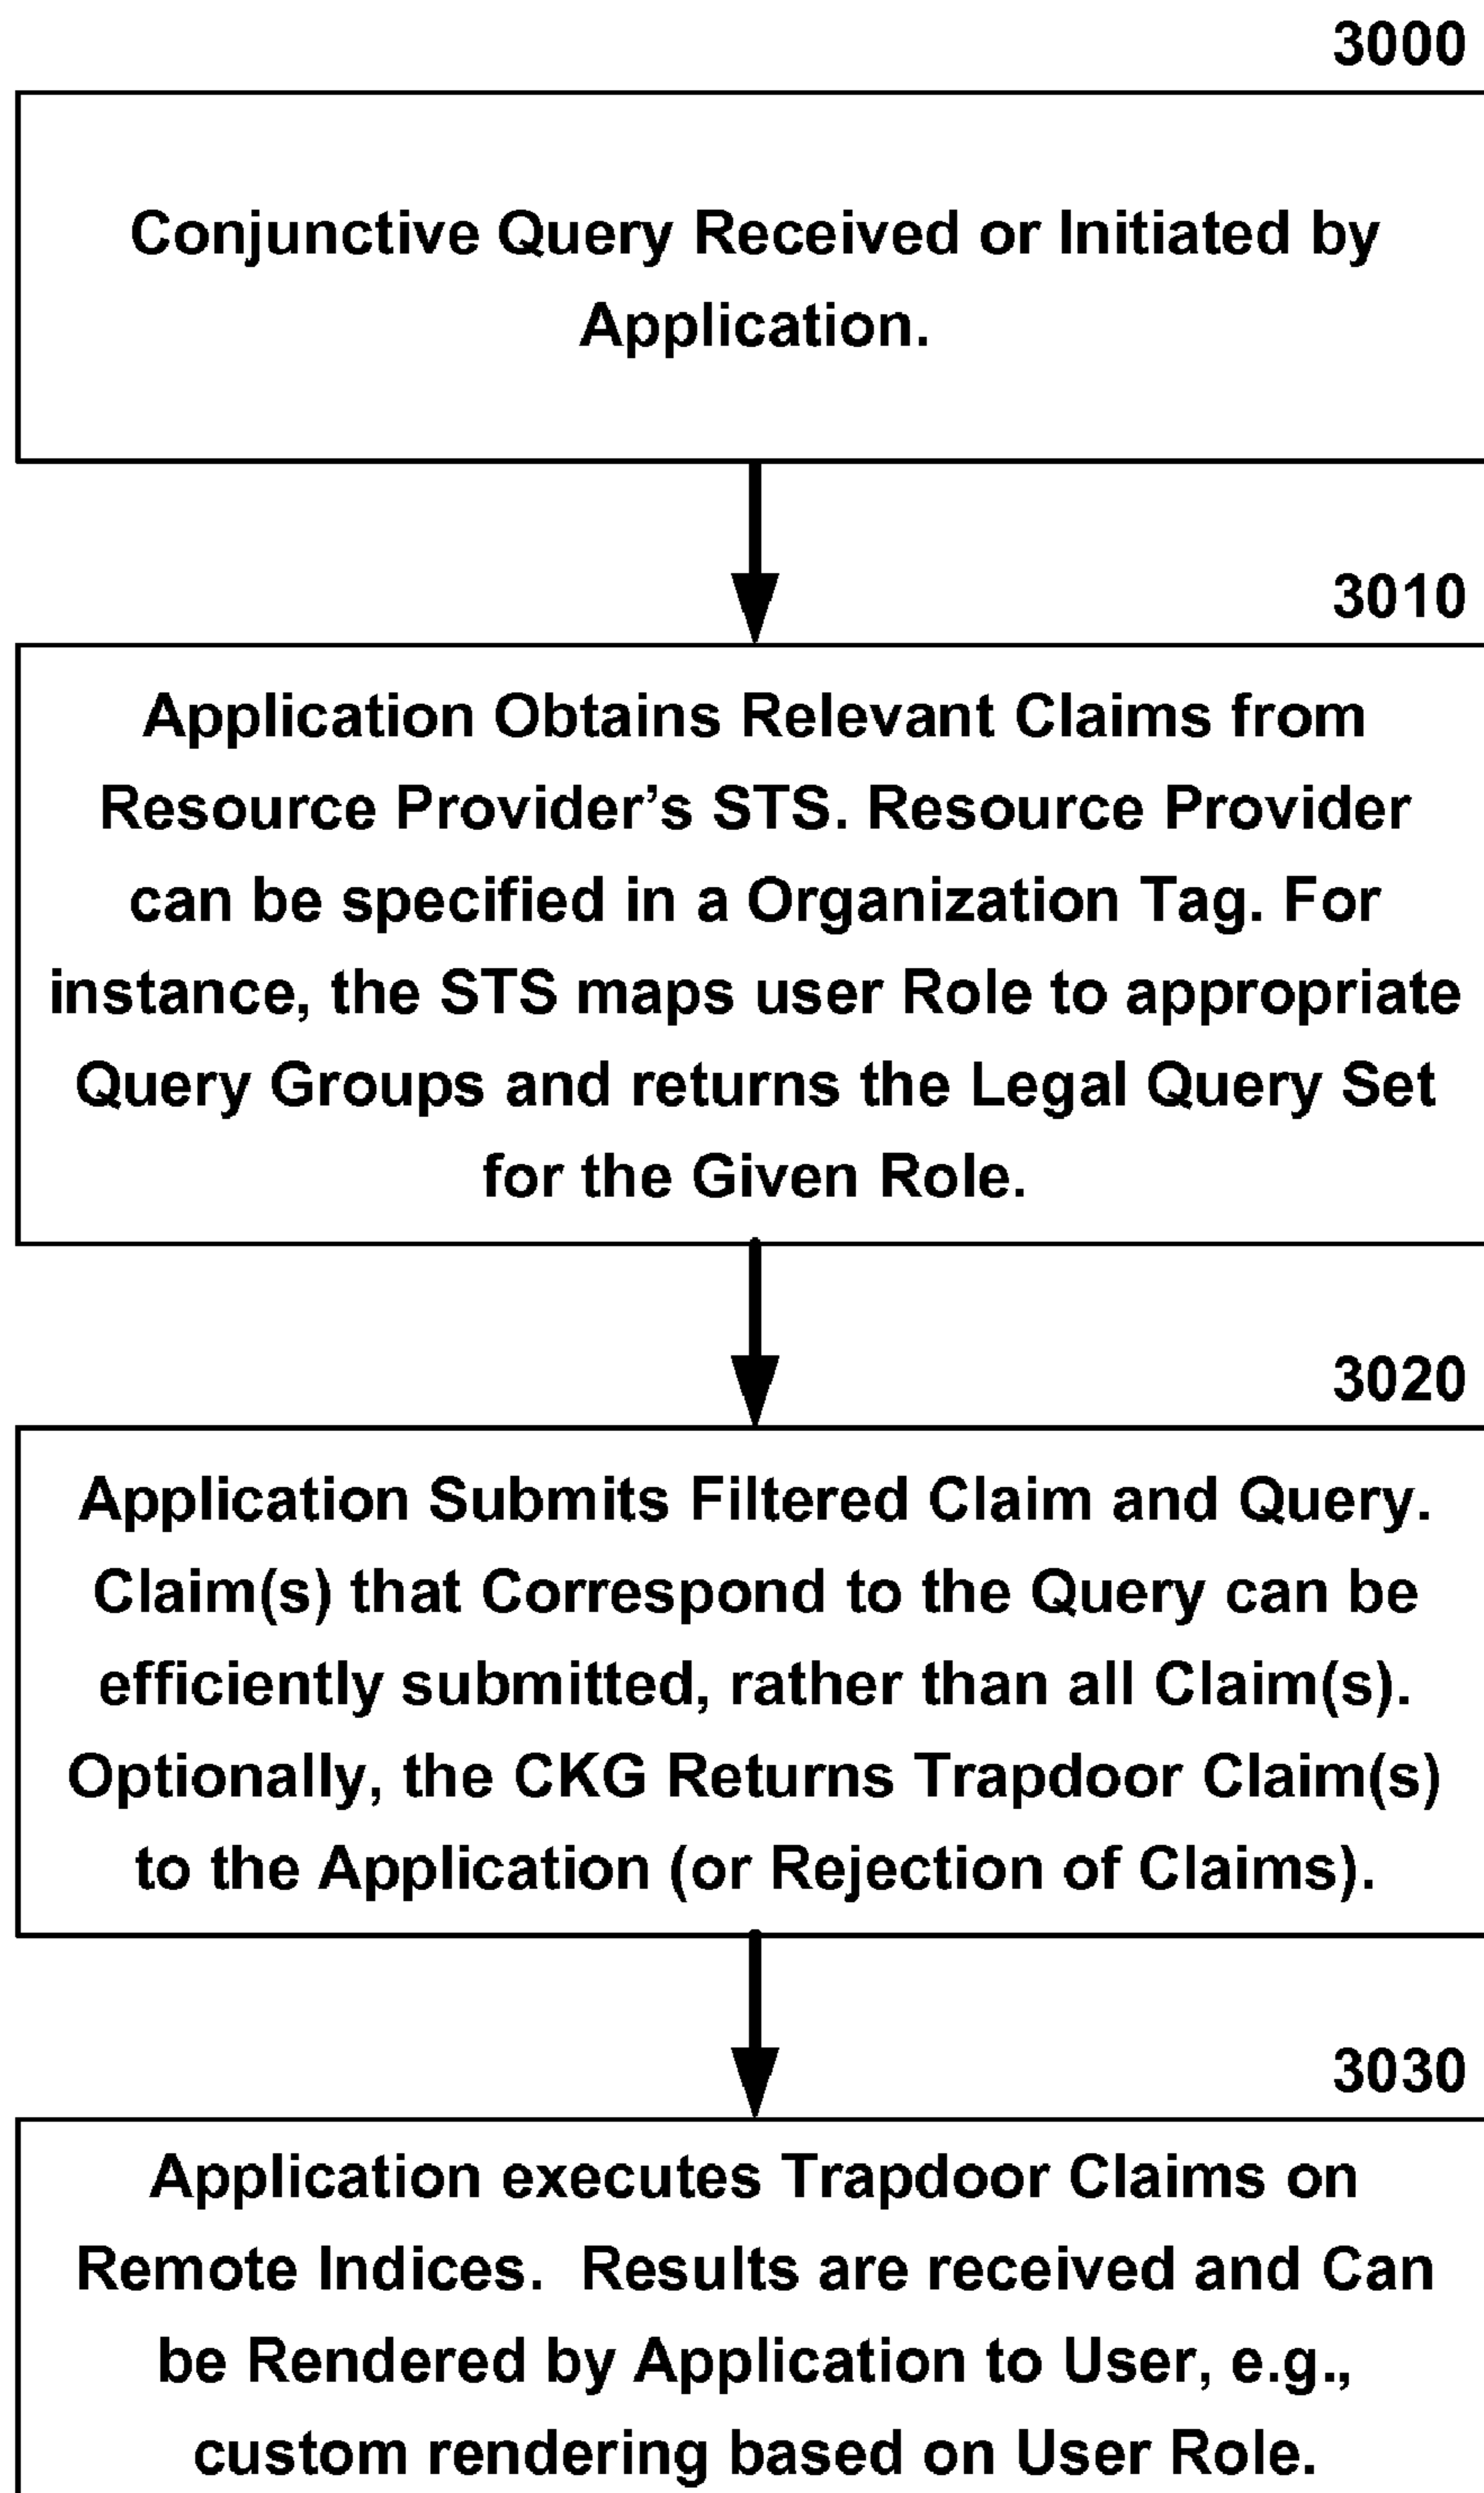 3000
Conjunctive Query Received or Initiated by
Application.
3010
Application Obtains Relevant Claims from
Resource Provider’s STS. Resource Provider
can be specified in a Organization Tag. For
instance, the STS maps user Role to appropriate
Query Groups and returns the Legal Query Set
for the Given Role.
3020
Application Submits Filtered Claim and Query.
Claim(s) that Correspond to the Query can be
efficiently submitted, rather than all Claim(s).
Optionally, the CKG Returns Trapdoor Claim(s)
to the Application (or Rejection of Claims).
3030
Application executes Trapdoor Claims on
Remote Indices.  Results are received and Can
be Rendered by Application to User, e.g.,
custom rendering based on User Role.